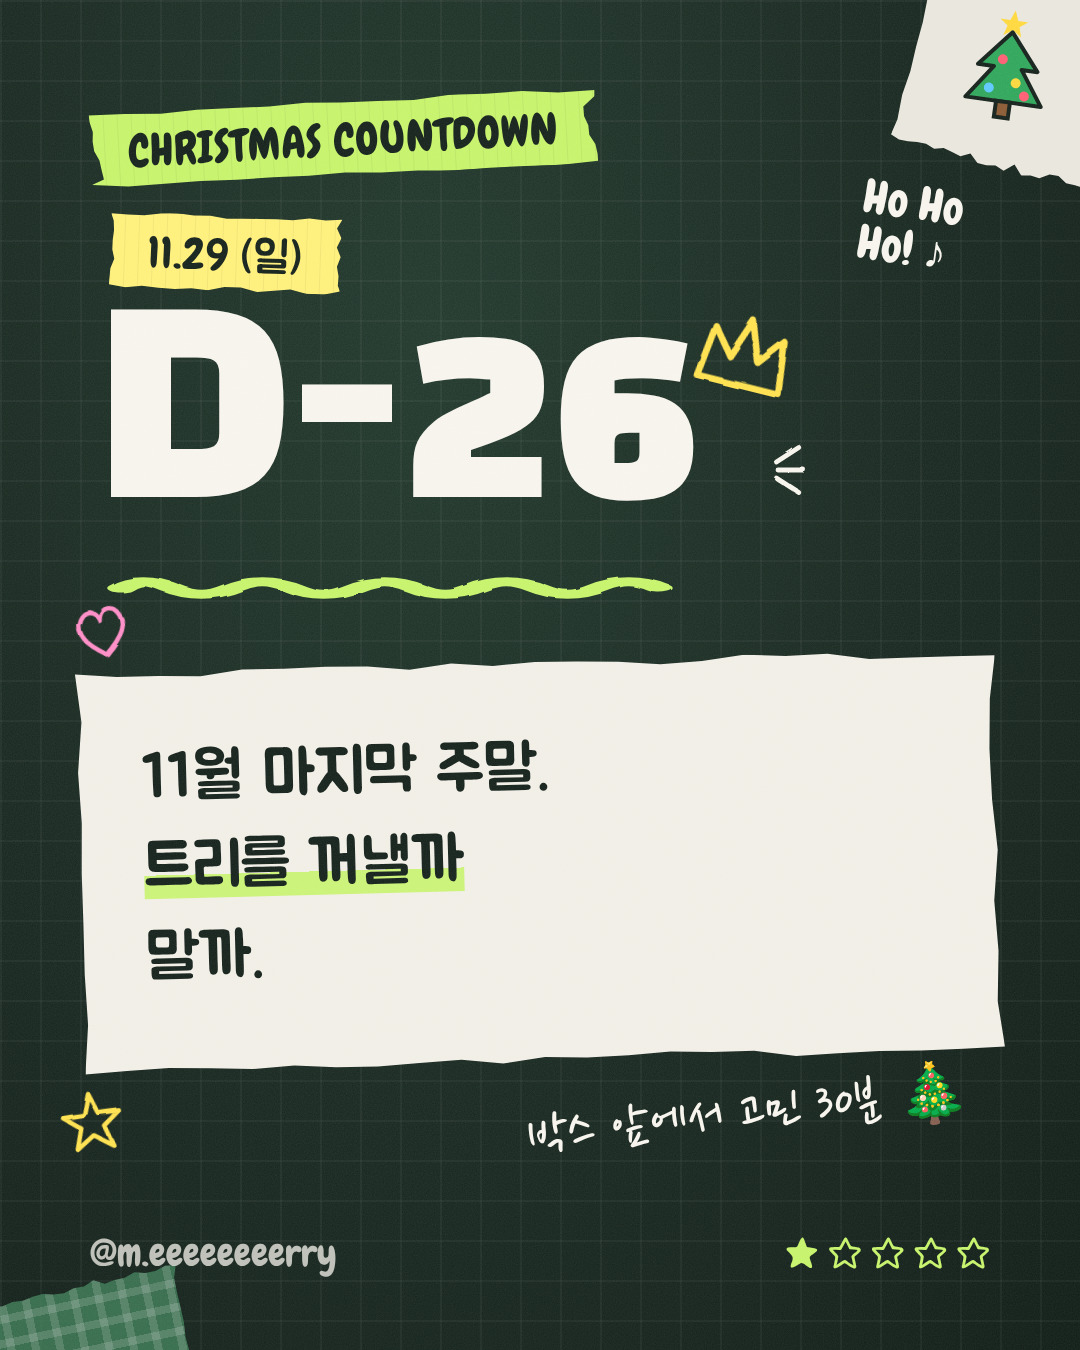 CHRISTMAS COUNTDOWN
Ho Ho
Ho! ♪
11.29 (일)
D-26
11월 마지막 주말.
트리를 꺼낼까
말까.
박스 앞에서 고민 30분 🎄
@m.eeeeeeeerry
★☆☆☆☆